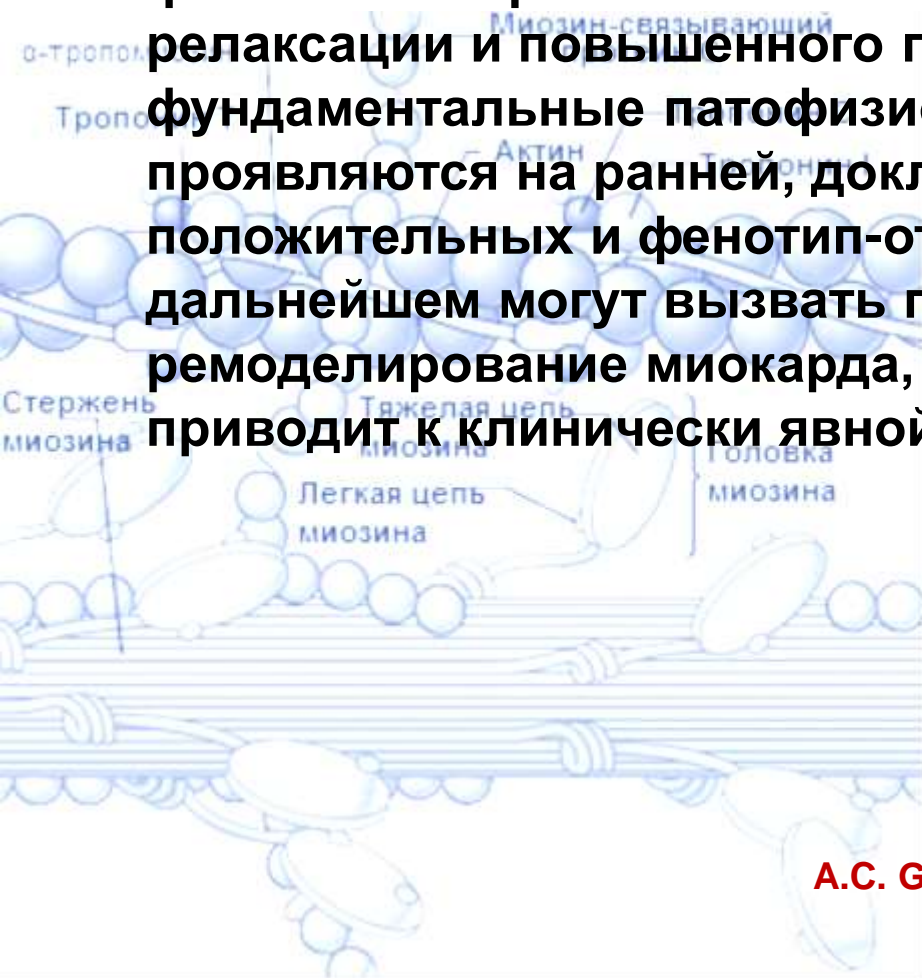 Миозин-связывающий
релаксации и повышенного
α-тропомиозин
фундаментальные патофизи
Актин
проявляются на ранней, докл
положительных и фенотип-от
дальнейшем могут вызвать
ремоделирование миокарда,
Стержень
миозина
Тяжелая цепь
миозина
приводит к клинически явной
Головка
миозина
Легкая цепь
миозина
A.C. G